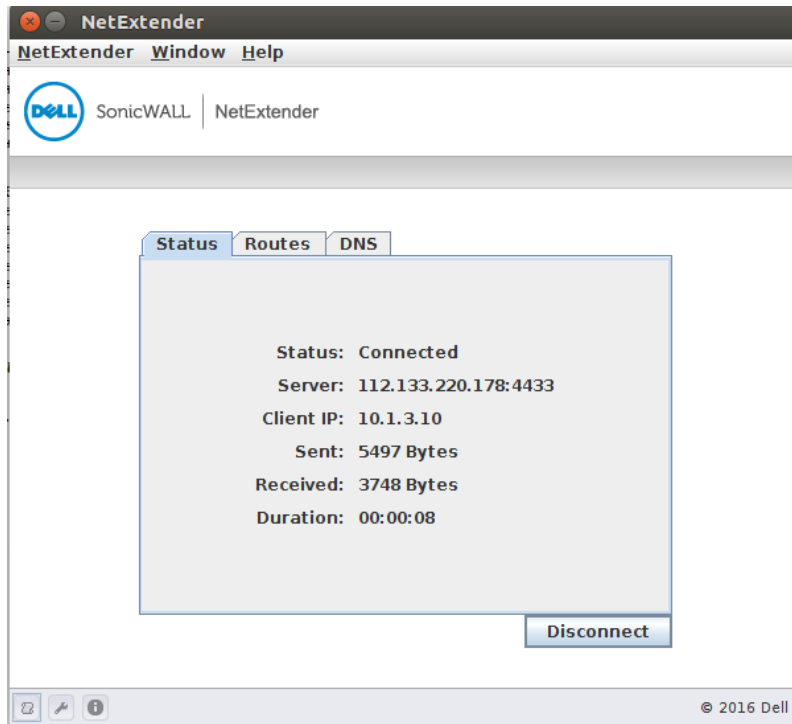 NetExtender
NetExtender Window Help
DELL SonicWALL | NetExtender
Status Routes DNS
Status: Connected
Server: 112.133.220.178:4433
Client IP: 10.1.3.10
Sent: 5497 Bytes
Received: 3748 Bytes
Duration: 00:00:08
Disconnect
© 2016 Dell